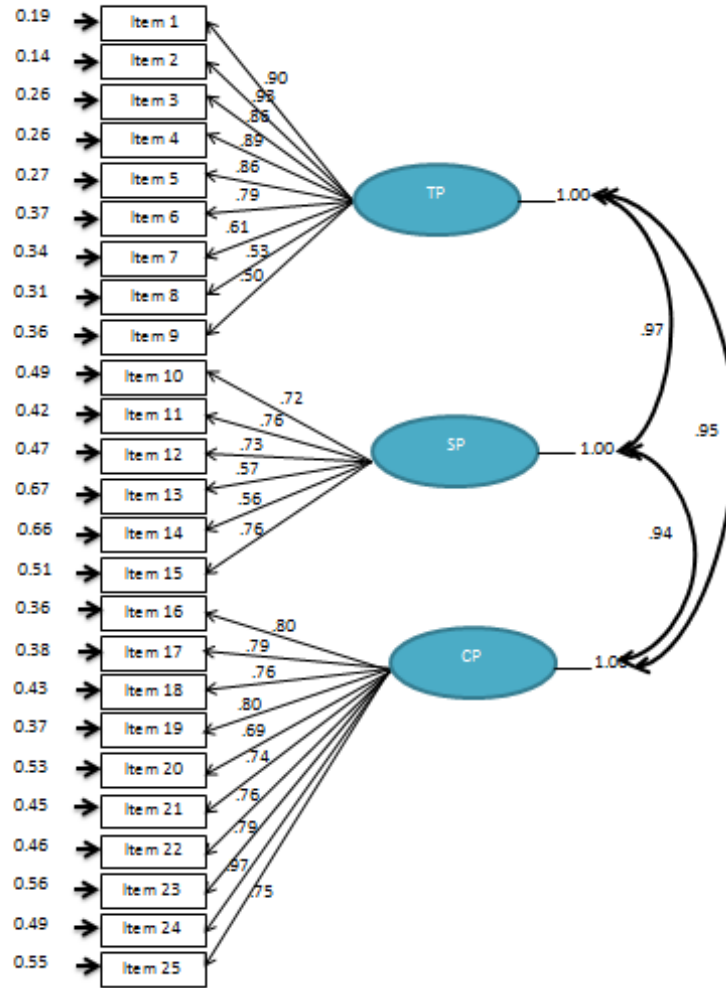 0.19 Item 1
0.14 Item 2
.90
.93
0.26 Item 3
.86
0.26 Item 4
.89
0.27 Item 5
.86
TP
1.00
0.37 Item 6
.79
.61
0.34 Item 7
.53
0.31 Item 8
.50
0.36 Item 9
.97
0.49 Item 10
.72
0.42 Item 11
.76
.95
0.47 Item 12
.73
SP
1.00
.57
0.67 Item 13
.56
0.66 Item 14
.76
.94
0.51 Item 15
0.36 Item 16
.80
0.38 Item 17
.79
CP
.76
0.43 Item 18
.80
0.37 Item 19
.69
0.53 Item 20
.74
0.45 Item 21
.76
0.46 Item 22
.79
0.56 Item 23
.97
.75
0.49 Item 24
0.55 Item 25